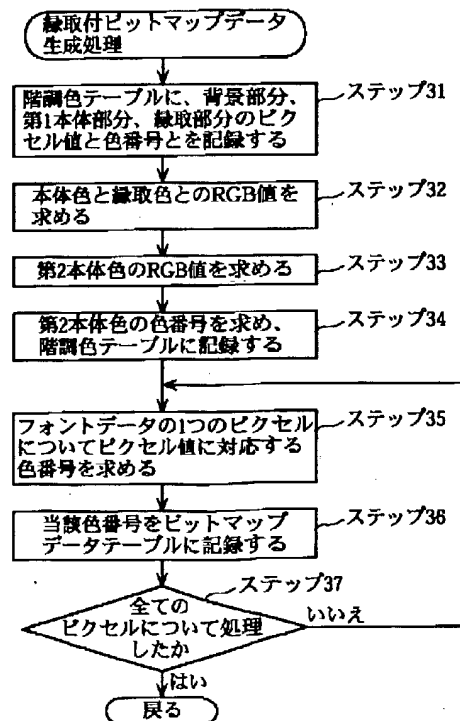 縁取付ビットマップデータ
生成処理
階調色テーブルに、背景部分、
第1本体部分、縁取部分のピク
セル値と色番号とを記録する
ステップ31
本体色と縁取色とのRGB値を
求める
ステップ32
第2本体色のRGB値を求める
ステップ33
第2本体色の色番号を求め、
階調色テーブルに記録する
ステップ34
フォントデータの1つのピクセル
についてピクセル値に対応する
色番号を求める
ステップ35
当該色番号をビットマップ
データテーブルに記録する
ステップ36
ステップ37
全ての
ピクセルについて処理
したか
いいえ
はい
戻る